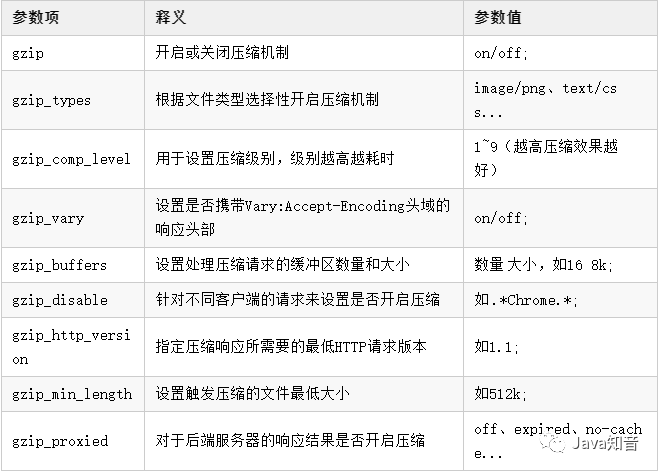 参数项 释义 参数值
gzip 开启或关闭压缩机制 on/off;
gzip_types 根据文件类型选择性开启压缩机制 image/png、text/cs
s...
gzip_comp_level 用于设置压缩级别，级别越高越耗时 1~9（越高压缩效果越
好）
gzip_vary 设置是否携带Vary:Accept-Encoding头域的
响应头部 on/off;
gzip_buffers 设置处理压缩请求的缓冲区数量和大小 数量 大小，如16 8k;
gzip_disable 针对不同客户端的请求来设置是否开启压缩 如.*Chrome.*;
gzip_http_versi
on 指定压缩响应所需要的最低HTTP请求版本 如1.1;
gzip_min_length 设置触发压缩的文件最低大小 如512k;
gzip_proxied 对于后端服务器的响应结果是否开启压缩 off、expired、no-cach
e...
Java知音